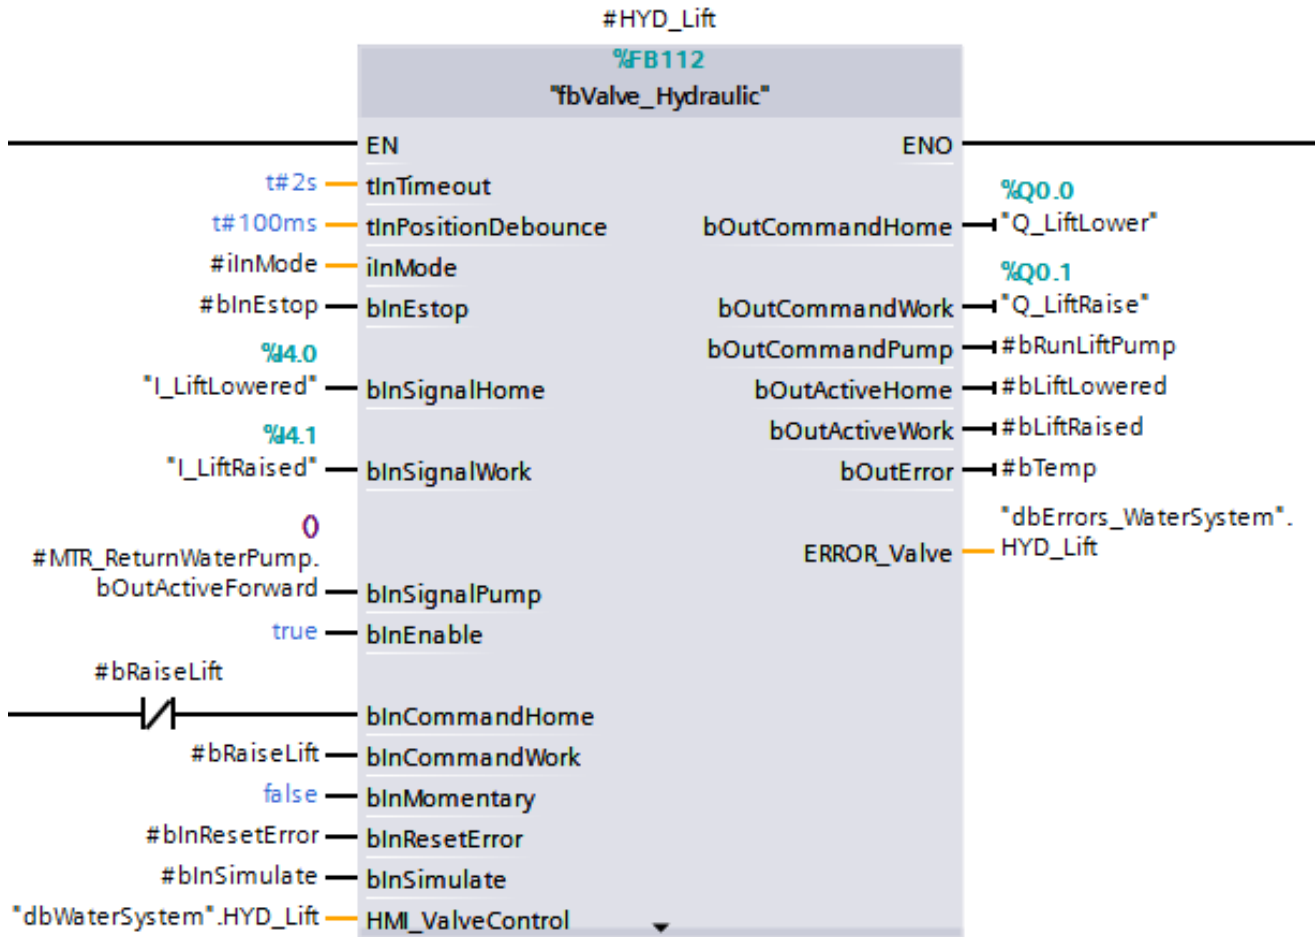 #HYD_Lift
%FB112
"fbValve_Hydraulic"
EN
ENO
t#2s
tInTimeout
%Q0.0
t#100ms
tInPositionDebounce
bOutCommandHome
"Q_LiftLower"
#iInMode
iInMode
%Q0.1
#bInEstop
bInEstop
bOutCommandWork
"Q_LiftRaise"
%I4.0
bOutCommandPump
#bRunLiftPump
"I_LiftLowered"
bInSignalHome
bOutActiveHome
#bLiftLowered
%I4.1
bOutActiveWork
#bLiftRaised
"I_LiftRaised"
bInSignalWork
bOutError
#bTemp
()
"dbErrors_WaterSystem".
#MTR_ReturnWaterPump.
ERROR_Valve
HYD_Lift
bOutActiveForward
bInSignalPump
true
bInEnable
#bRaiseLift
bInCommandHome
#bRaiseLift
bInCommandWork
false
bInMomentary
#bInResetError
bInResetError
#bInSimulate
bInSimulate
"dbWaterSystem".HYD_Lift
HMI_ValveControl